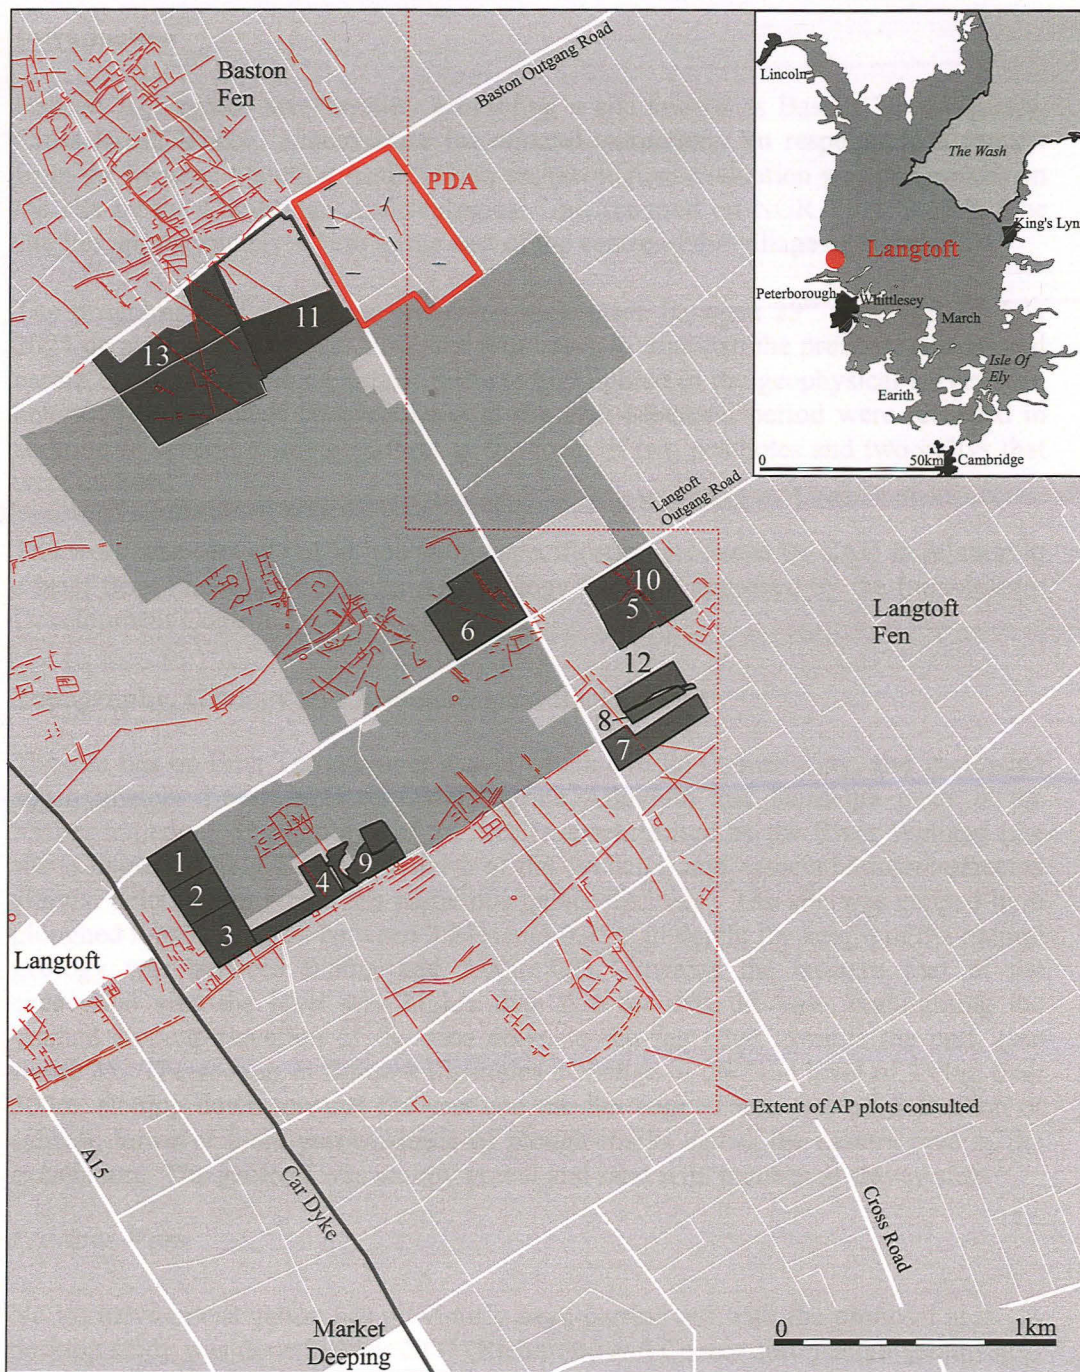 Baston
Fen
Baston Outgang Road
PDA
11
13
Lincoln
The Wash
King's Lyn
Langtoft
Peterborough
Whittlesey
March
Isle Of
Ely
Earith
Cambridge
0
50km
Langtoft
Outgang Road
10
5
6
12
8
7
Langtoft
Fen
1
2
3
4
9
Langtoft
Extent of AP plots consulted
A15
Car Dyke
Cross Road
Market
Deeping
0
1km